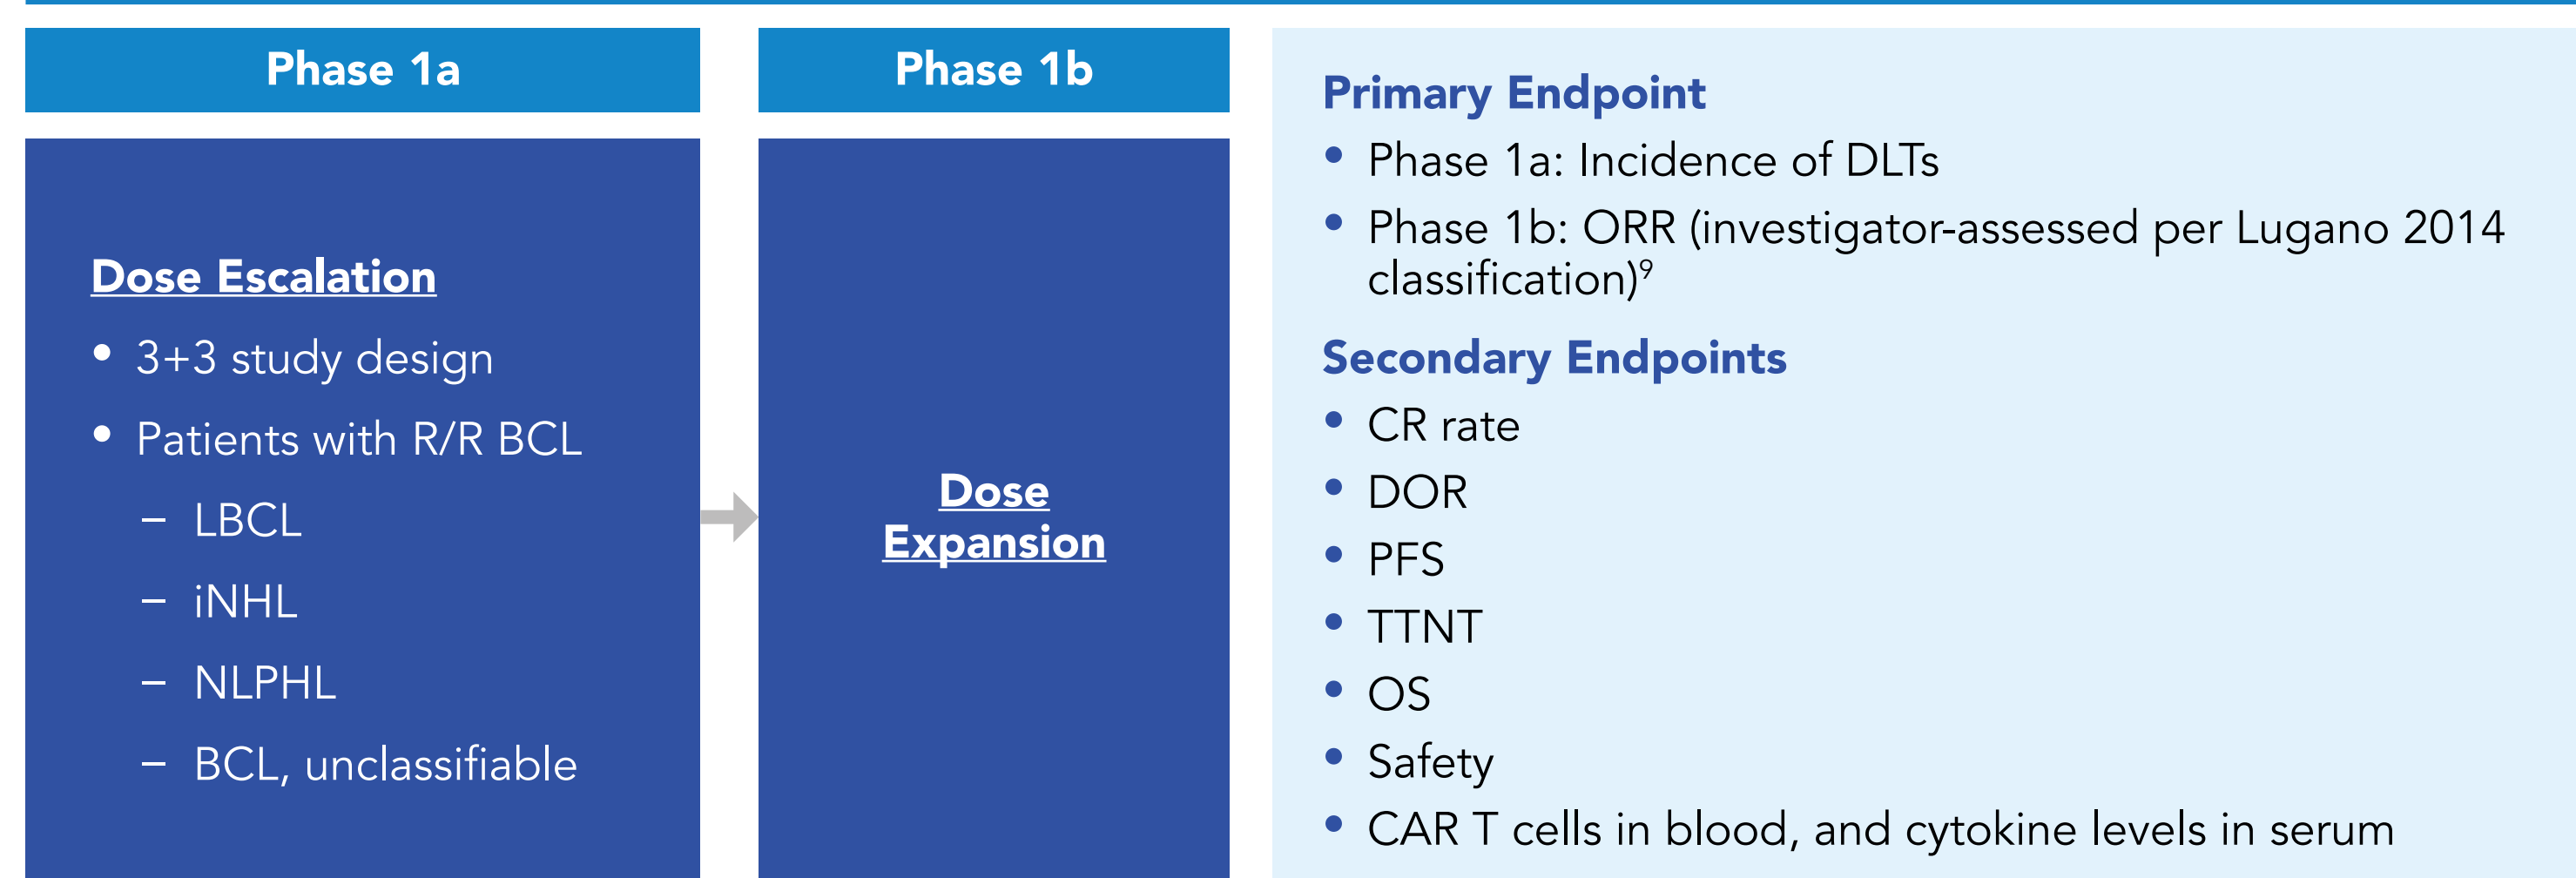 Phase 1a
Dose Escalation
• 3+3 study design
• Patients with R/R BCL
– LBCL
– iNHL
– NLPHL
– BCL, unclassifiable
Phase 1b
Dose
Expansion
Primary Endpoint
• Phase 1a: Incidence of DLTs
• Phase 1b: ORR (investigator-assessed per Lugano 2014
classification)⁹
Secondary Endpoints
• CR rate
• DOR
• PFS
• TTNT
• OS
• Safety
• CAR T cells in blood, and cytokine levels in serum